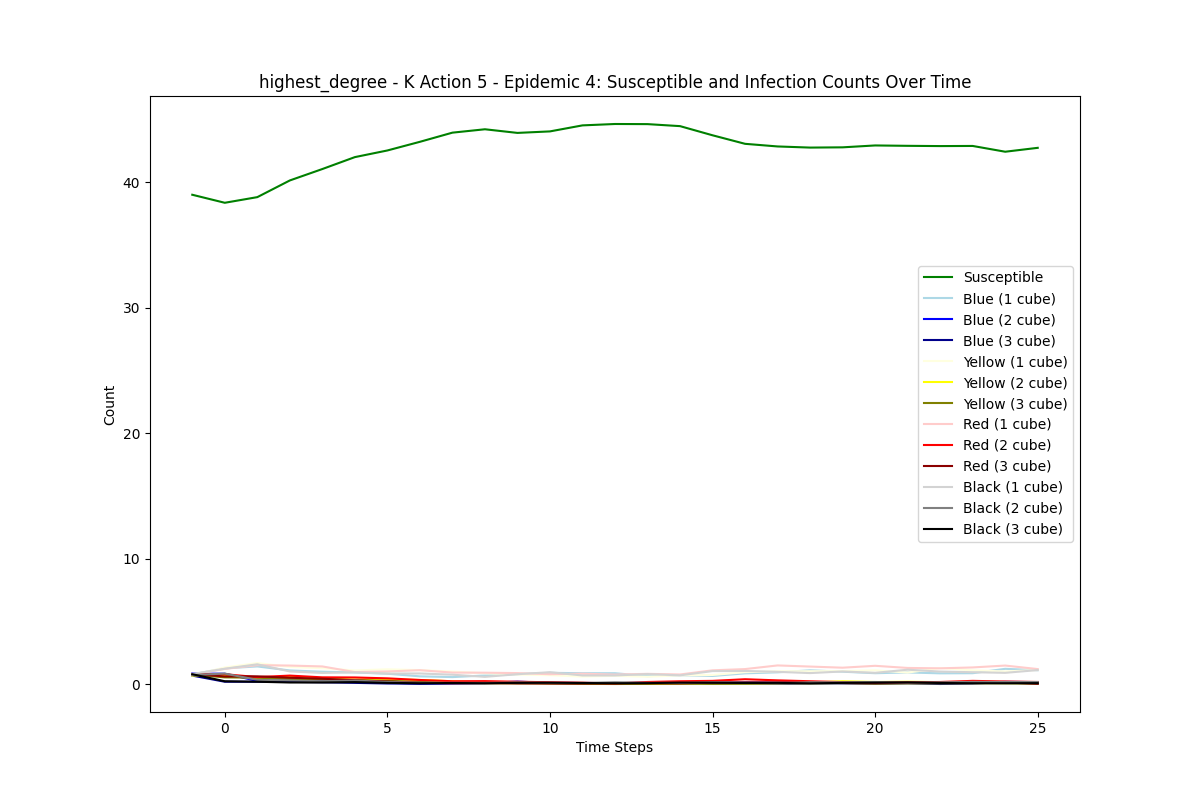 highest_degree - K Action 5 - Epidemic 4: Susceptible and Infection Counts Over Time
Count
40
30
20
10
0
Susceptible
Blue (1 cube)
Blue (2 cube)
Blue (3 cube)
Yellow (1 cube)
Yellow (2 cube)
Yellow (3 cube)
Red (1 cube)
Red (2 cube)
Red (3 cube)
Black (1 cube)
Black (2 cube)
Black (3 cube)
0 5 10 15 20 25
Time Steps